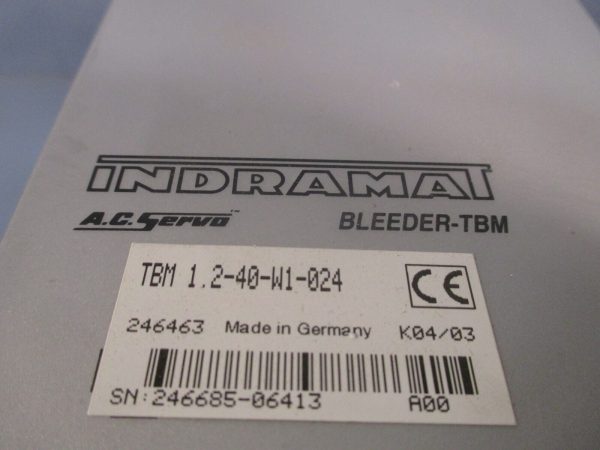 INDRAMAT
A.C. Servo™ BLEEDER-TBM
TBM 1.2-40-W1-024 CE
246463 Made in Germany K04/03
SN:246685-06413 A00